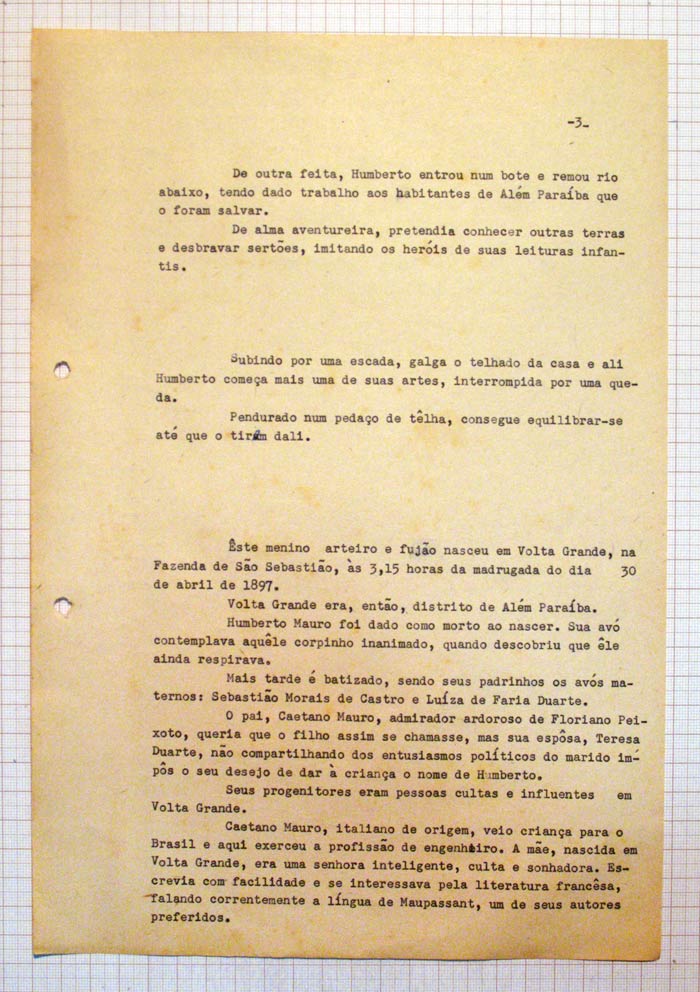 -3-
De outra feita, Humberto entrou num bote e remou rio
abaixo, tendo dado trabalho aos habitantes de Além Paraíba que
o foram salvar.
De alma aventureira, pretendia conhecer outras terras
e desbravar sertões, imitando os heróis de suas leituras infan-
tis.
Subindo por uma escada, galga o telhado da casa e ali
Humberto começa mais uma de suas artes, interrompida por uma que-
da.
Pendurado num pedaço de têlha, consegue equilibrar-se
até que o tirem dali.
Êste menino arteiro e fujão nasceu em Volta Grande, na
Fazenda de São Sebastião, às 3,15 horas da madrugada do dia 30
de abril de 1897.
Volta Grande era, então, distrito de Além Paraíba.
Humberto Mauro foi dado como morto ao nascer. Sua avó
contemplava aquêle corpinho inanimado, quando descobriu que êle
ainda respirava.
Mais tarde é batizado, sendo seus padrinhos os avós ma-
ternos: Sebastião Morais de Castro e Luíza de Faria Duarte.
O pai, Caetano Mauro, admirador ardoroso de Floriano Pei-
xoto, queria que o filho assim se chamasse, mas sua espôsa, Teresa
Duarte, não compartilhando dos entusiasmos políticos do marido im-
pôs o seu desejo de dar à criança o nome de Humberto.
Seus progenitores eram pessoas cultas e influentes em
Volta Grande.
Caetano Mauro, italiano de origem, veio criança para o
Brasil e aqui exerceu a profissão de engenheiro. A mãe, nascida em
Volta Grande, era uma senhora inteligente, culta e sonhadora. Es-
crevia com facilidade e se interessava pela literatura francêsa,
falando correntemente a língua de Maupassant, um de seus autores
preferidos.